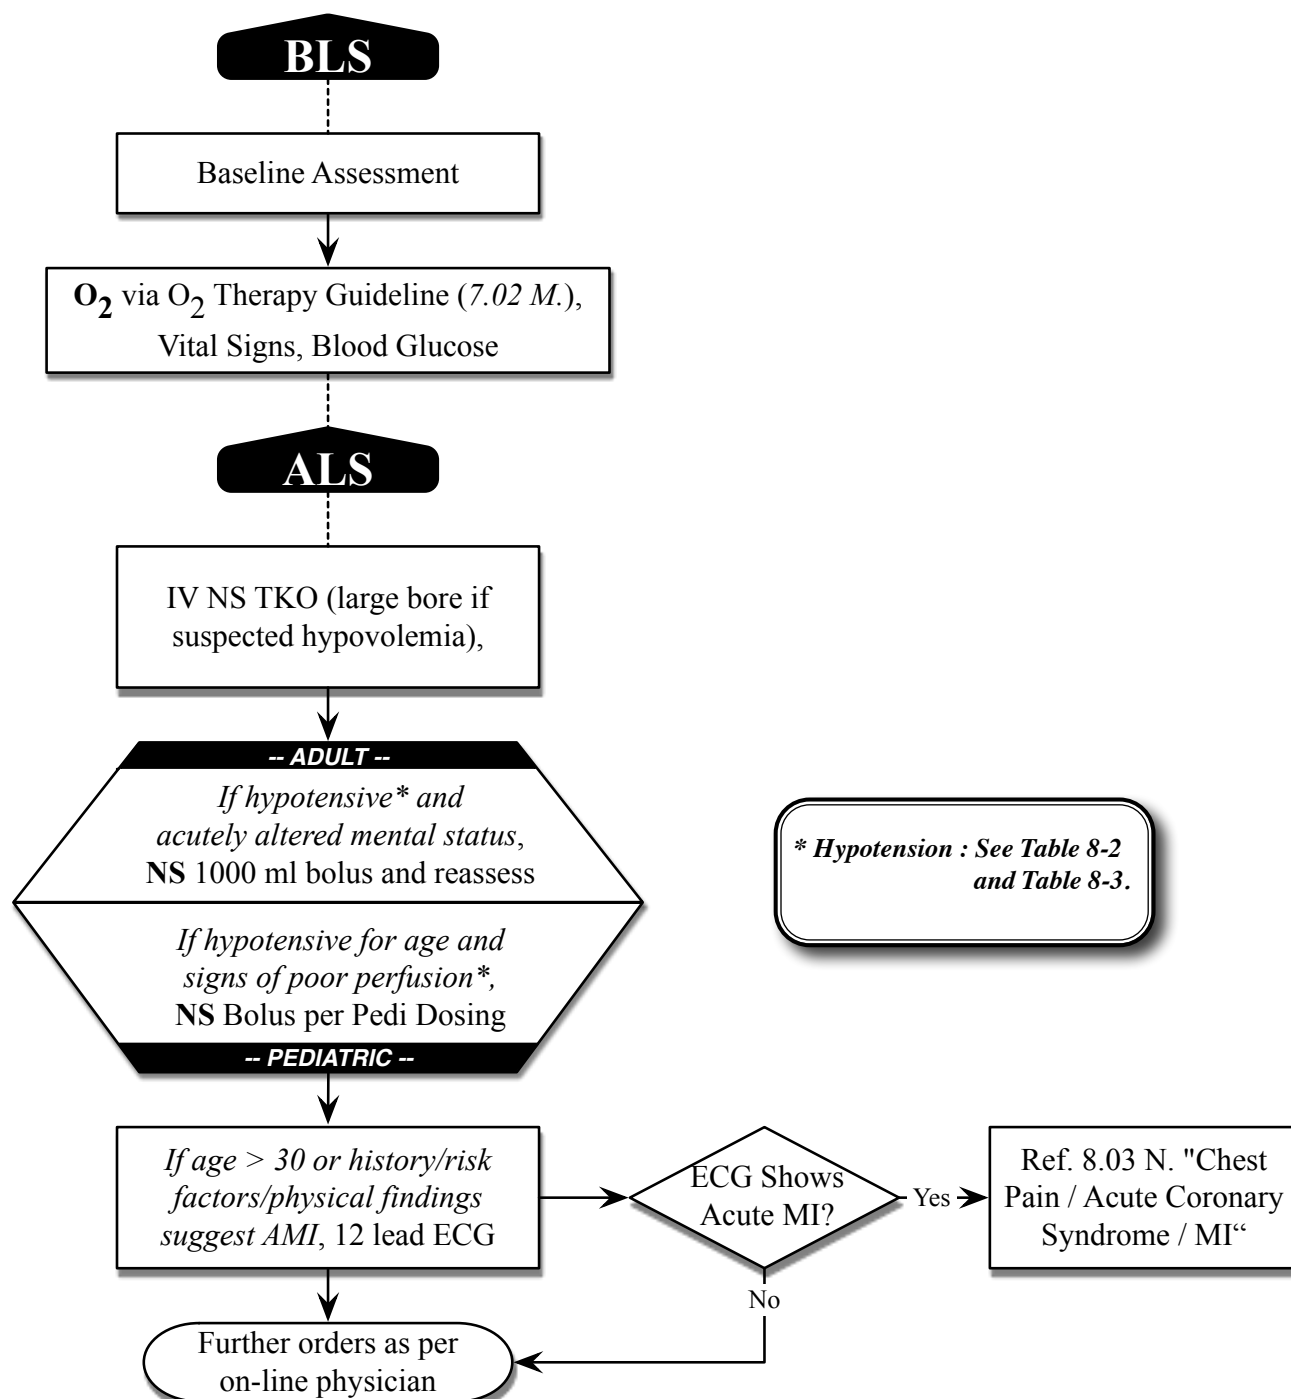 BLS
Baseline Assessment
O2 via O2 Therapy Guideline (7.02 M.),
Vital Signs, Blood Glucose
ALS
IV NS TKO (large bore if
suspected hypovolemia),
-- ADULT --
If hypotensive* and
acutely altered mental status,
NS 1000 ml bolus and reassess
* Hypotension : See Table 8-2
and Table 8-3.
If hypotensive for age and
signs of poor perfusion*,
NS Bolus per Pedi Dosing
-- PEDIATRIC --
If age > 30 or history/risk
factors/physical findings
suggest AMI, 12 lead ECG
ECG Shows
Acute MI?
Yes
Ref. 8.03 N. "Chest
Pain / Acute Coronary
Syndrome / MI“
No
Further orders as per
on-line physician